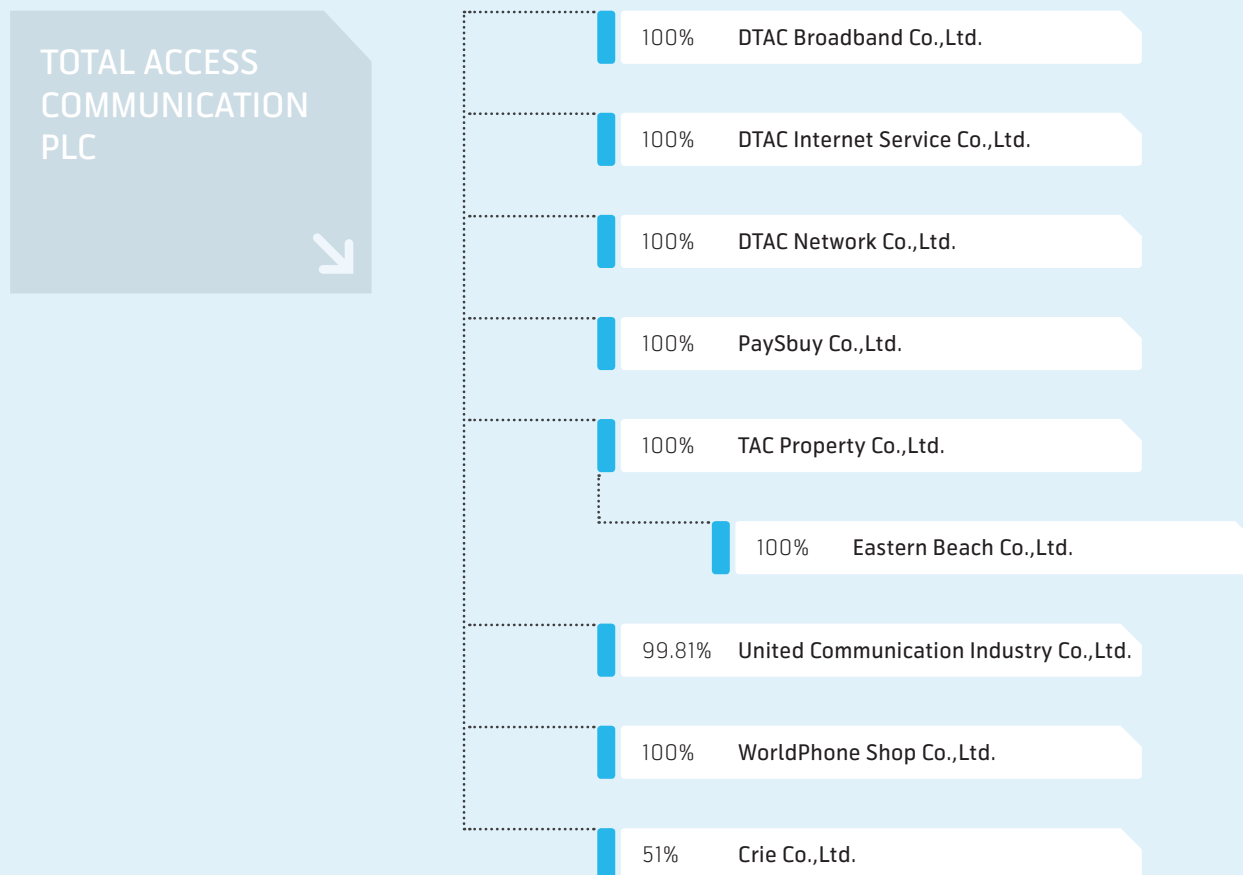 TOTAL ACCESS
COMMUNICATION
PLC
100% DTAC Broadband Co.,Ltd.
100% DTAC Internet Service Co.,Ltd.
100% DTAC Network Co.,Ltd.
100% PaySbuy Co.,Ltd.
100% TAC Property Co.,Ltd.
100% Eastern Beach Co.,Ltd.
99.81% United Communication Industry Co.,Ltd.
100% WorldPhone Shop Co.,Ltd.
51% Crie Co.,Ltd.